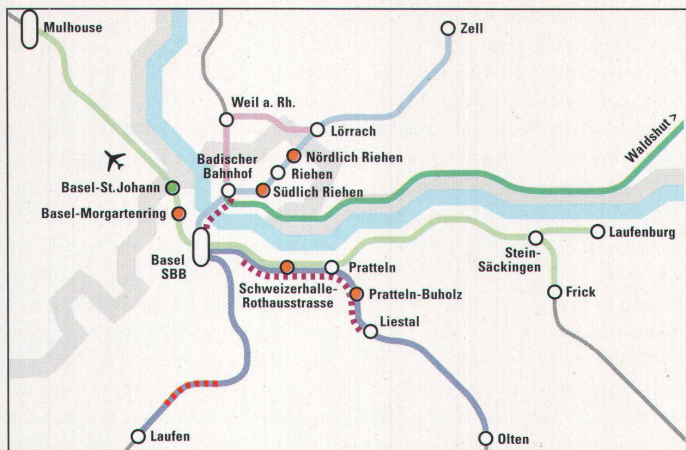 Mulhouse
Zell
Weil a. Rh.
Lörrach
Waldshut >
Badischer
Bahnhof
Nördlich Riehen
Riehen
Südlich Riehen
Basel-St.Johann
Basel-Morgartenring
Basel
SBB
Pratteln
Schweizerhalle-
Rothausstrasse
Pratteln-Buholz
Liestal
Stein-
Säckingen
Laufenburg
Frick
Laufen
Olten